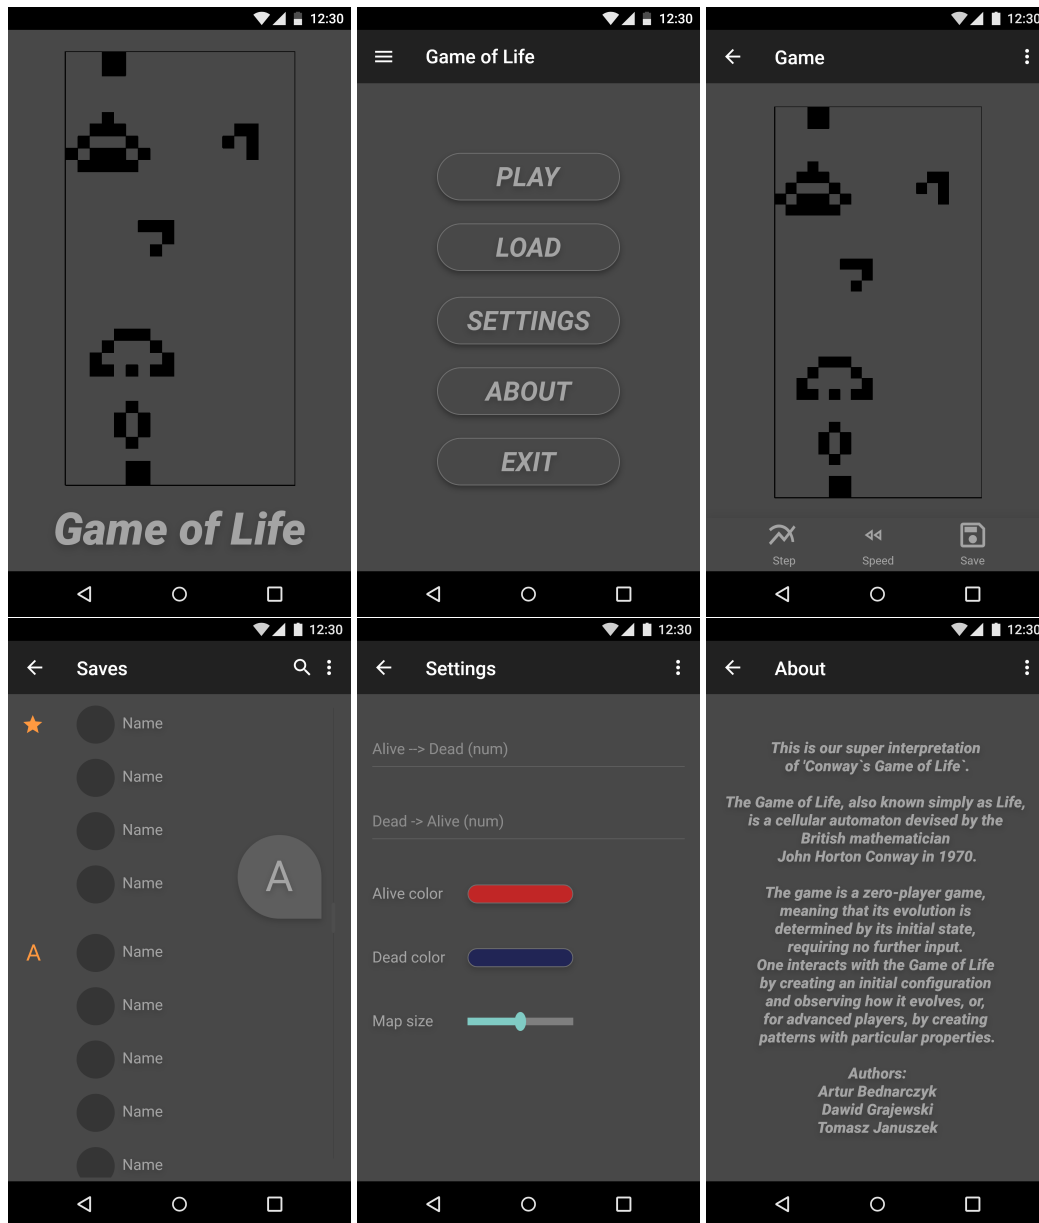 12:30
Game of Life
12:30
Game of Life
PLAY
LOAD
SETTINGS
ABOUT
EXIT
12:30
Game
Step
Speed
Save
12:30
Saves
Name
Name
Name
Name
A
A
Name
Name
Name
Name
Name
12:30
Settings
Alive --> Dead (num)
Dead -> Alive (num)
Alive color
Dead color
Map size
12:30
About
This is our super interpretation
of 'Conway`s Game of Life`.
The Game of Life, also known simply as Life,
is a cellular automaton devised by the
British mathematician
John Horton Conway in 1970.
The game is a zero-player game,
meaning that its evolution is
determined by its initial state,
requiring no further input.
One interacts with the Game of Life
by creating an initial configuration
and observing how it evolves, or,
for advanced players, by creating
patterns with particular properties.
Authors:
Artur Bednarczyk
Dawid Grajewski
Tomasz Januszek